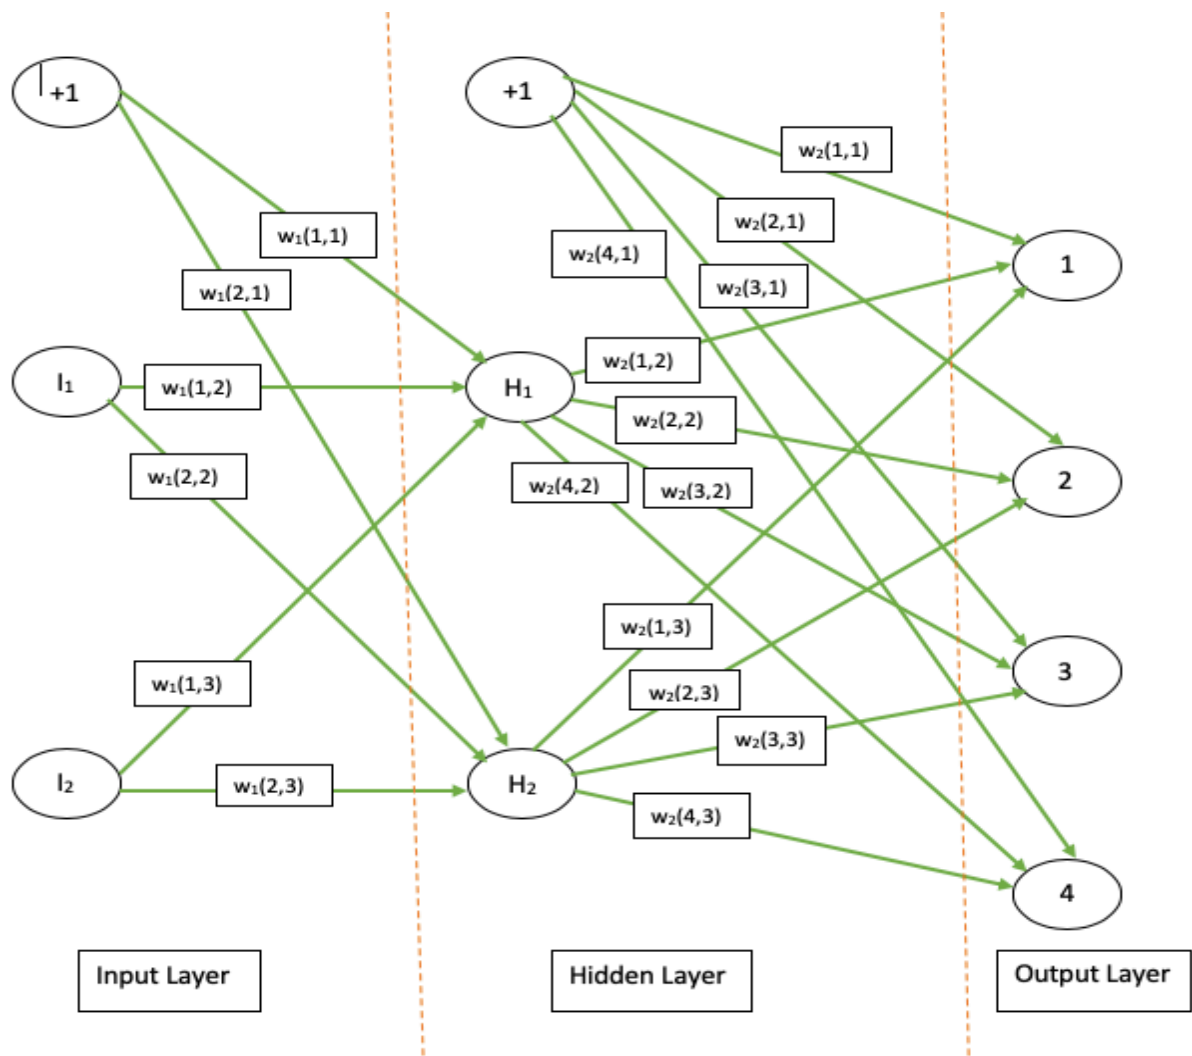 +1
+1
w₂(1,1)
w₁(1,1)
w₂(2,1)
w₂(4,1)
1
w₁(2,1)
w₂(3,1)
w₂(1,2)
I₁
w₁(1,2)
H₁
w₂(2,2)
w₁(2,2)
w₂(4,2)
w₂(3,2)
2
w₂(1,3)
w₁(1,3)
w₂(2,3)
3
w₂(3,3)
I₂
w₁(2,3)
H₂
w₂(4,3)
4
Input Layer
Hidden Layer
Output Layer